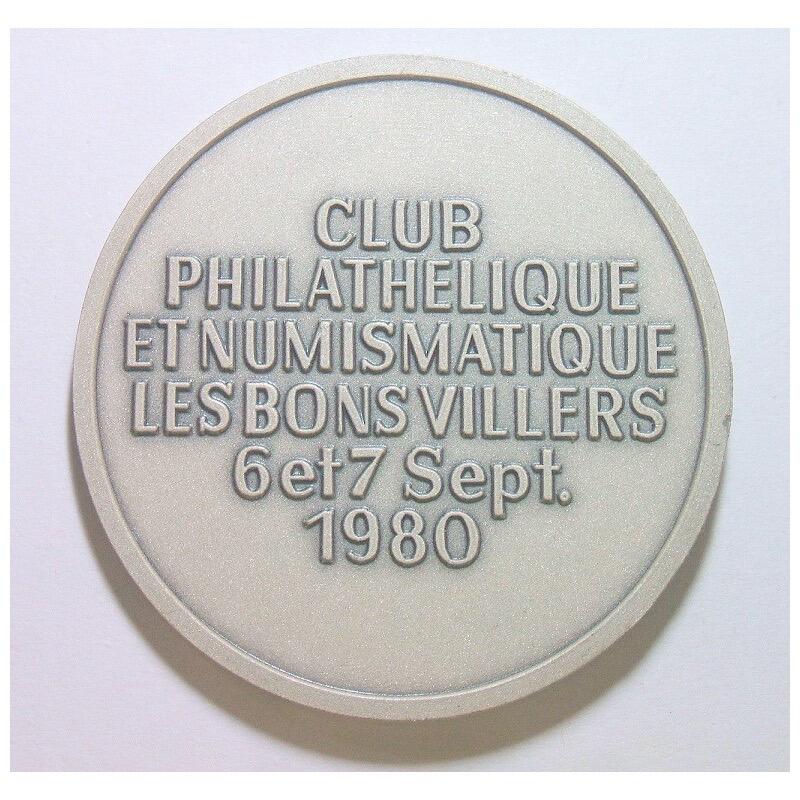 CLUB
PHILATHELIQUE
ET NUMISMATIQUE
LES BONS VILLERS
6 et 7 Sept.
1980